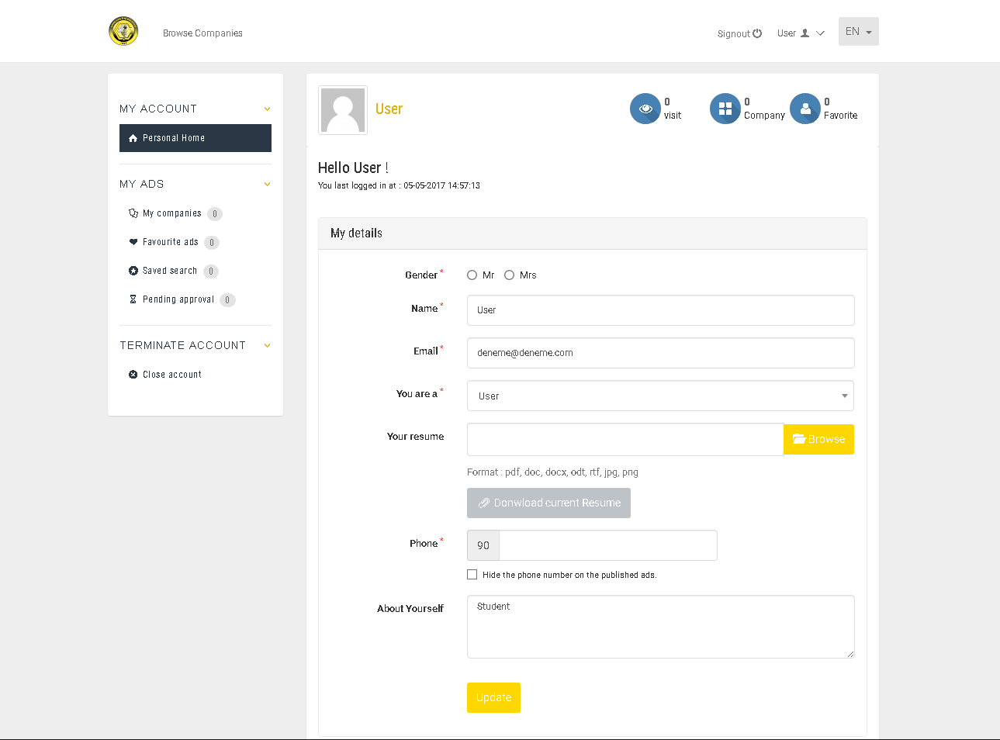 Browse Companies
Signout
User
EN
MY ACCOUNT
Personal Home
MY ADS
My companies 0
Favourite ads 0
Saved search 0
Pending approval 0
TERMINATE ACCOUNT
Close account
User
0
visit
0
Company
0
Favorite
Hello User !
You last logged in at : 05-05-2017 14:57:13
My details
Gender * Mr Mrs
Name * User
Email * deneme@deneme.com
You are a * User
Your resume Browse
Format : pdf, doc, docx, odt, rtf, jpg, png
Donwload current Resume
Phone * 90
Hide the phone number on the published ads.
About Yourself Student
Update